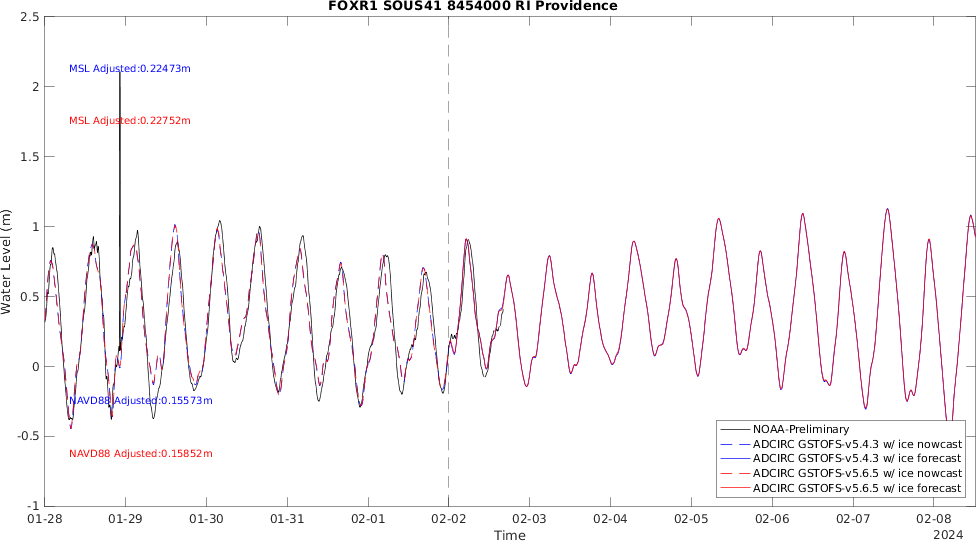 FOXR1 SOUS41 8454000 RI Providence
2.5
2
1.5
1
0.5
0
-0.5
-1
Water Level (m)
MSL Adjusted:0.22473m
MSL Adjusted:0.22752m
NAVD88 Adjusted:0.15573m
NAVD88 Adjusted:0.15852m
NOAA-Preliminary
ADCIRC GSTOFS-v5.4.3 w/ ice nowcast
ADCIRC GSTOFS-v5.4.3 w/ ice forecast
ADCIRC GSTOFS-v5.6.5 w/ ice nowcast
ADCIRC GSTOFS-v5.6.5 w/ ice forecast
01-28 01-29 01-30 01-31 02-01 02-02 02-03 02-04 02-05 02-06 02-07 02-08
Time
2024